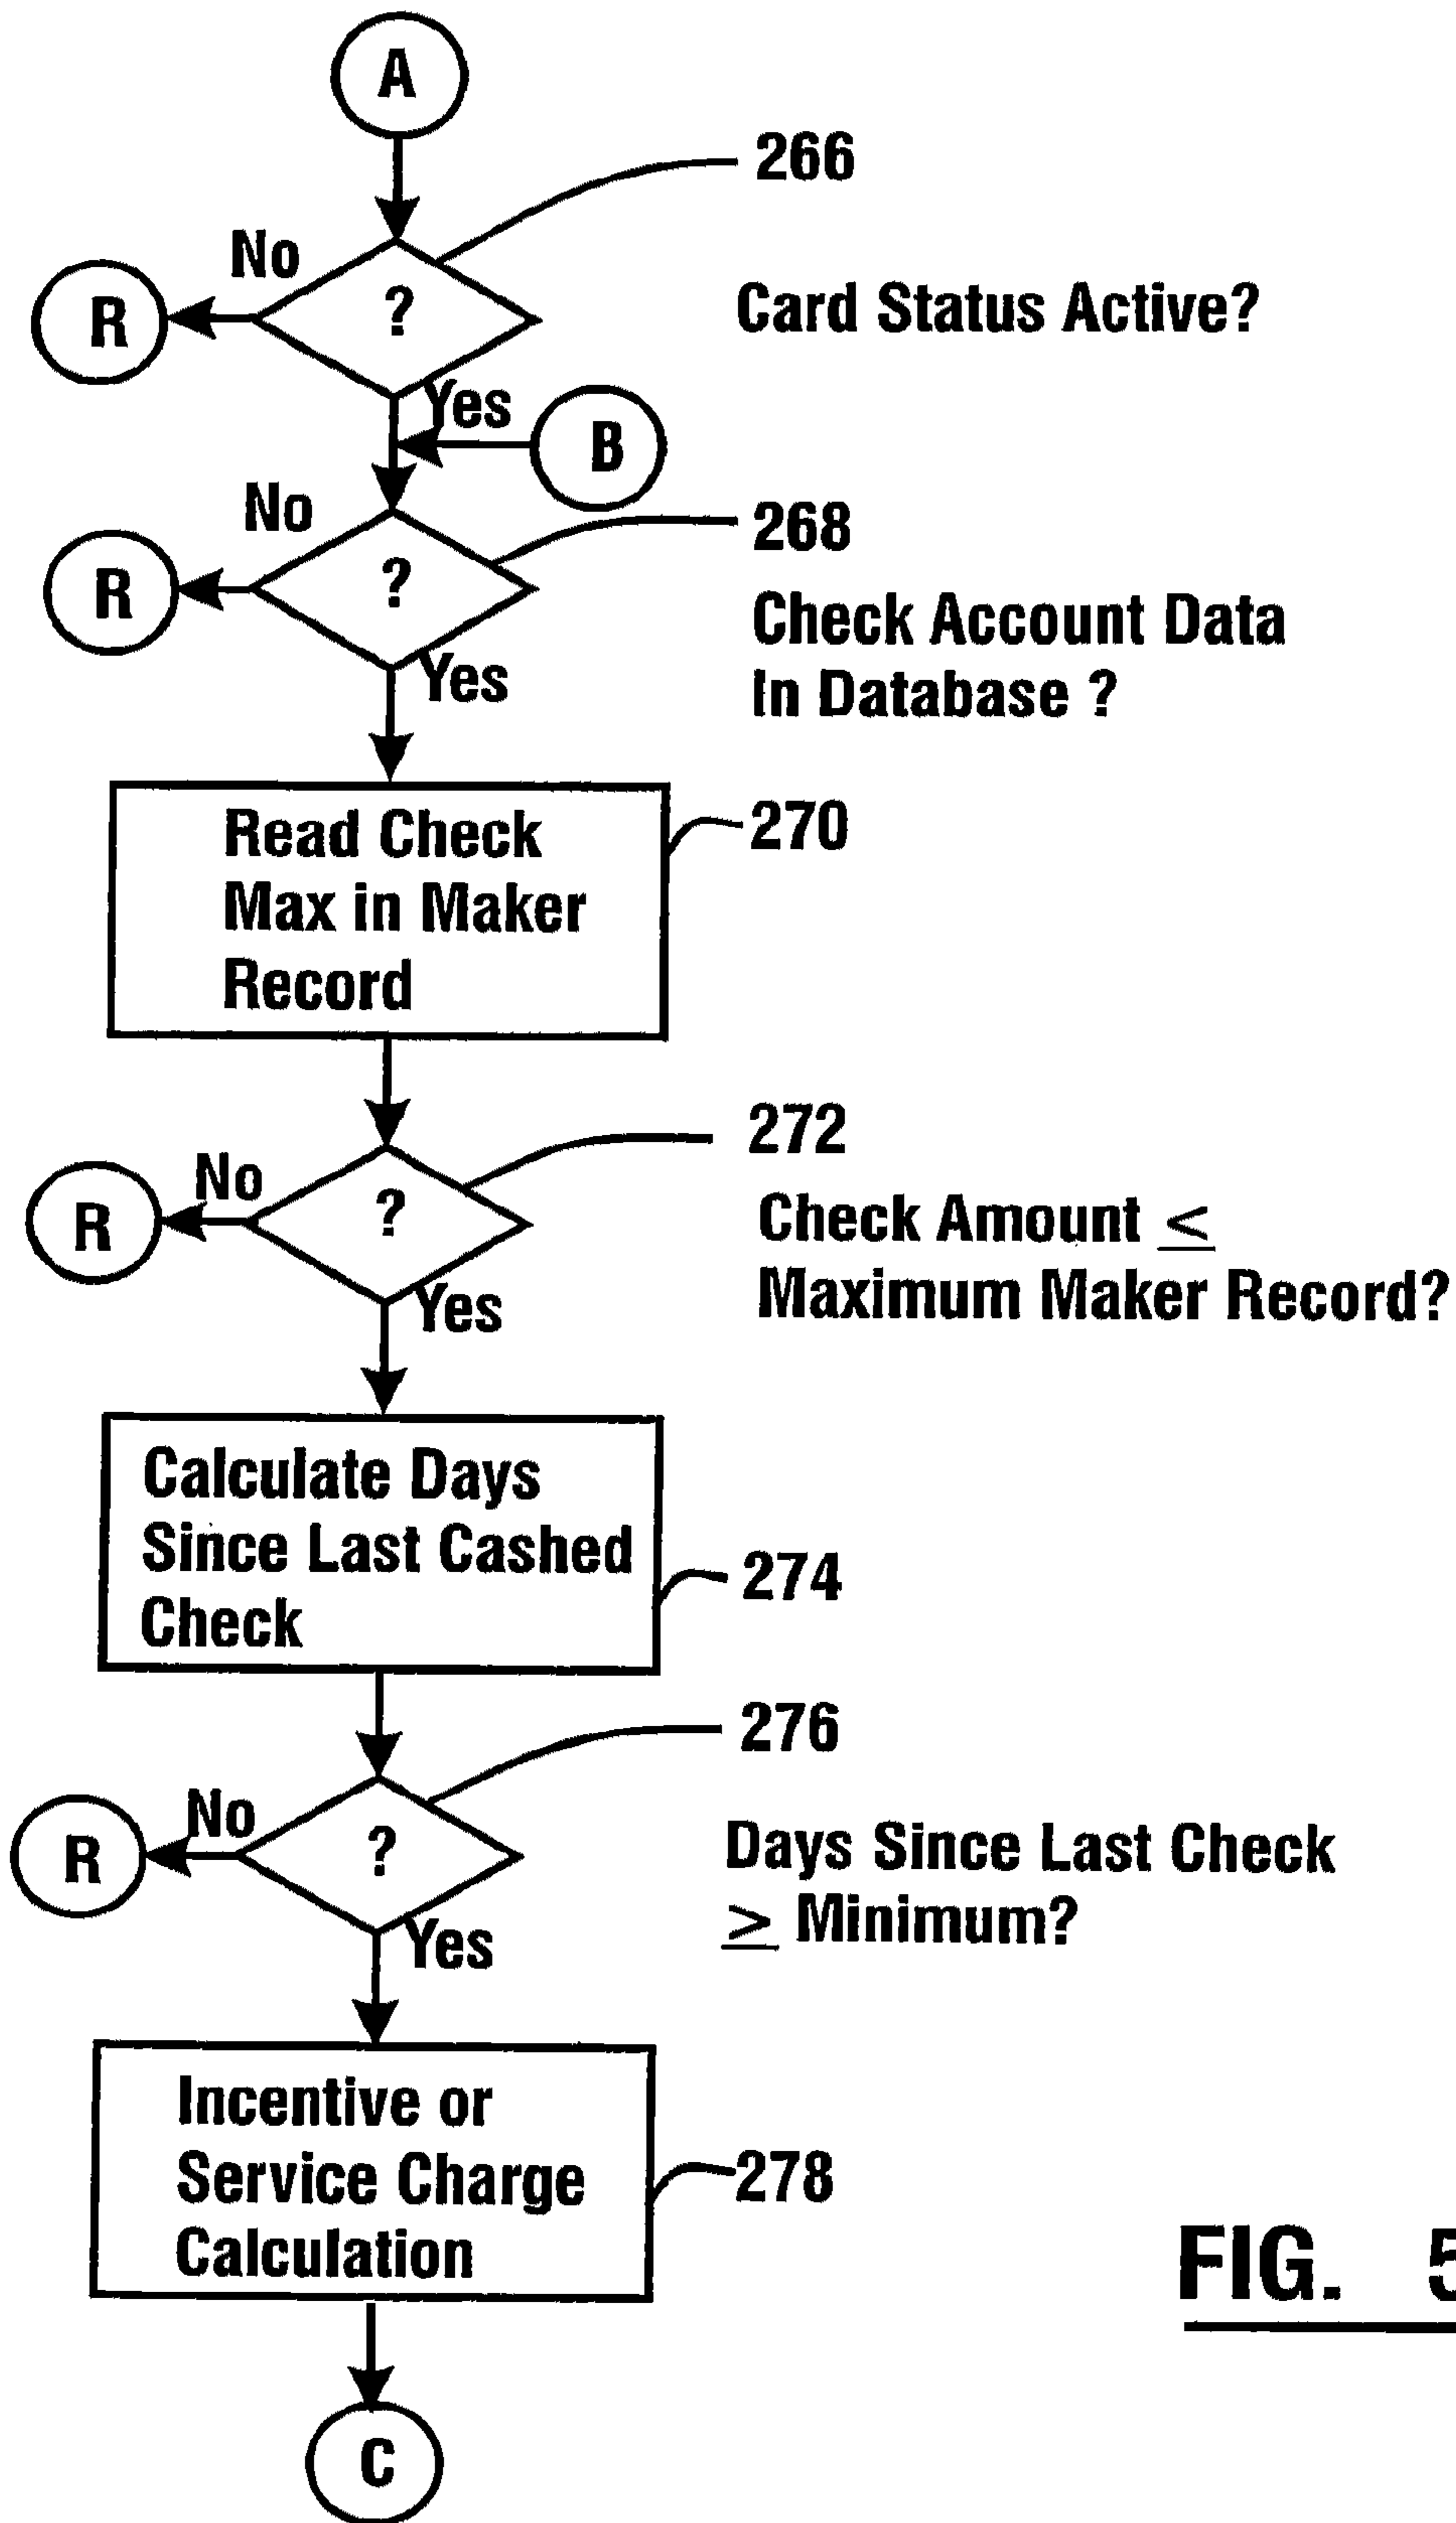 A
266
No
R
?
Card Status Active?
Yes
B
No
268
R
?
Check Account Data
In Database ?
Yes
Read Check
Max in Maker
Record
270
272
No
R
?
Check Amount ≤
Maximum Maker Record?
Yes
Calculate Days
Since Last Cashed
Check
274
276
No
R
?
Days Since Last Check
≥ Minimum?
Yes
Incentive or
Service Charge
Calculation
278
FIG. 5
C